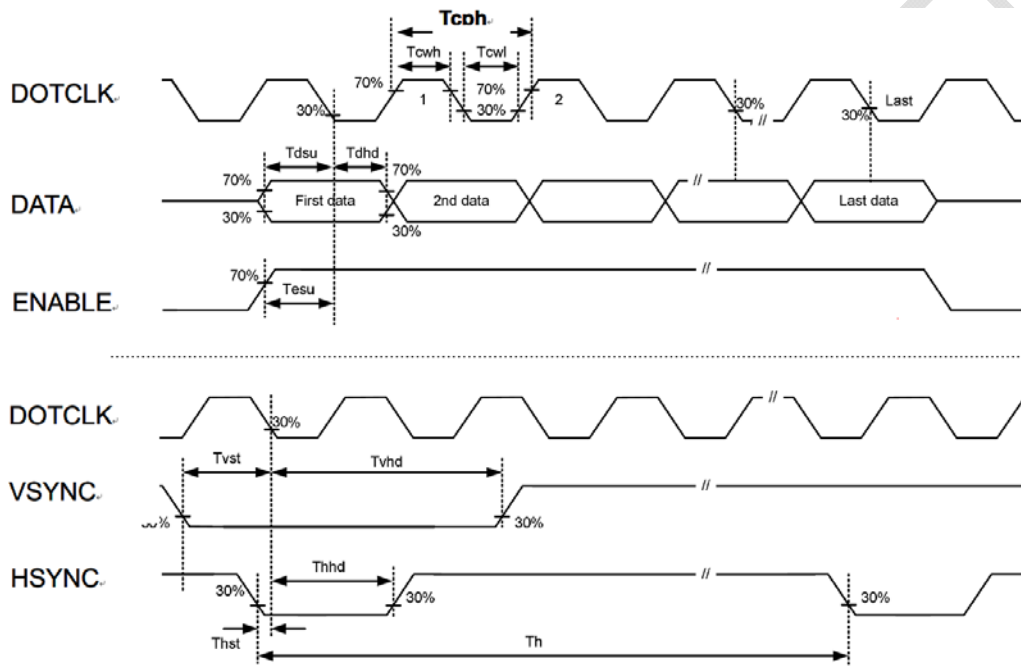 Tcph
Tcwh Tcwl
DOTCLK 70% 1 70% 2 30% 30% 30% // 30% Last
Tdsu Tdhd
DATA 70% 70% First data 2nd data // Last data
30% 30%
ENABLE 70% //
Tesu
DOTCLK 30% //
Tvst Tvhd
VSYNC //
30%
HSYNC Thhd //
30% 30% 30%
Thst Th